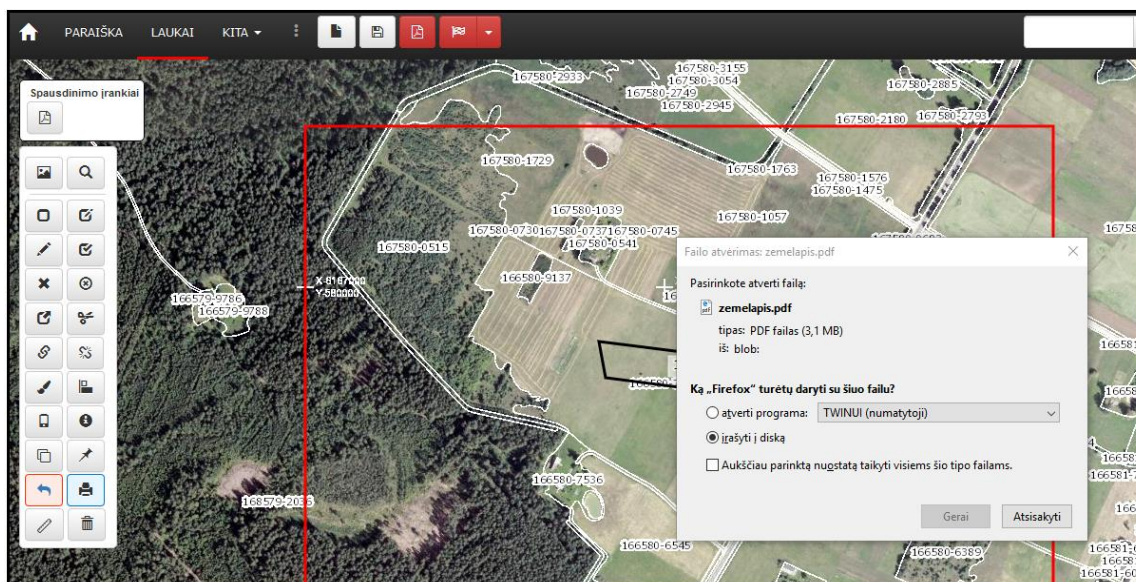 PARAIŠKA LAUKAI KITA
Spausdinimo įrankiai
167580-2933
167580-3155
167580-3054
167580-2749
167580-2945
167580-2885
167580-2180
167580-2793
167580-1729
167580-1763
167580-1576
167580-1475
167580-1039
167580-1057
167580-0730
167580-0737
167580-0745
167580-0541
167580-0515
166580-9137
X-6167000
Y-580000
166579-9786
166579-9788
Failo atvėrimas: zemelapis.pdf
Pasirinkote atverti failą:
zemelapis.pdf
tipas: PDF failas (3,1 MB)
iš: blob:
Ką „Firefox“ turėtų daryti su šiuo failu?
atverti programa: TWINUI (numatytoji)
įrašyti į diską
Aukščiau parinktą nuostatą taikyti visiems šio tipo failams.
Gerai Atsisakyti
166580-7536
168579-2036
166580-6545
166580-6389